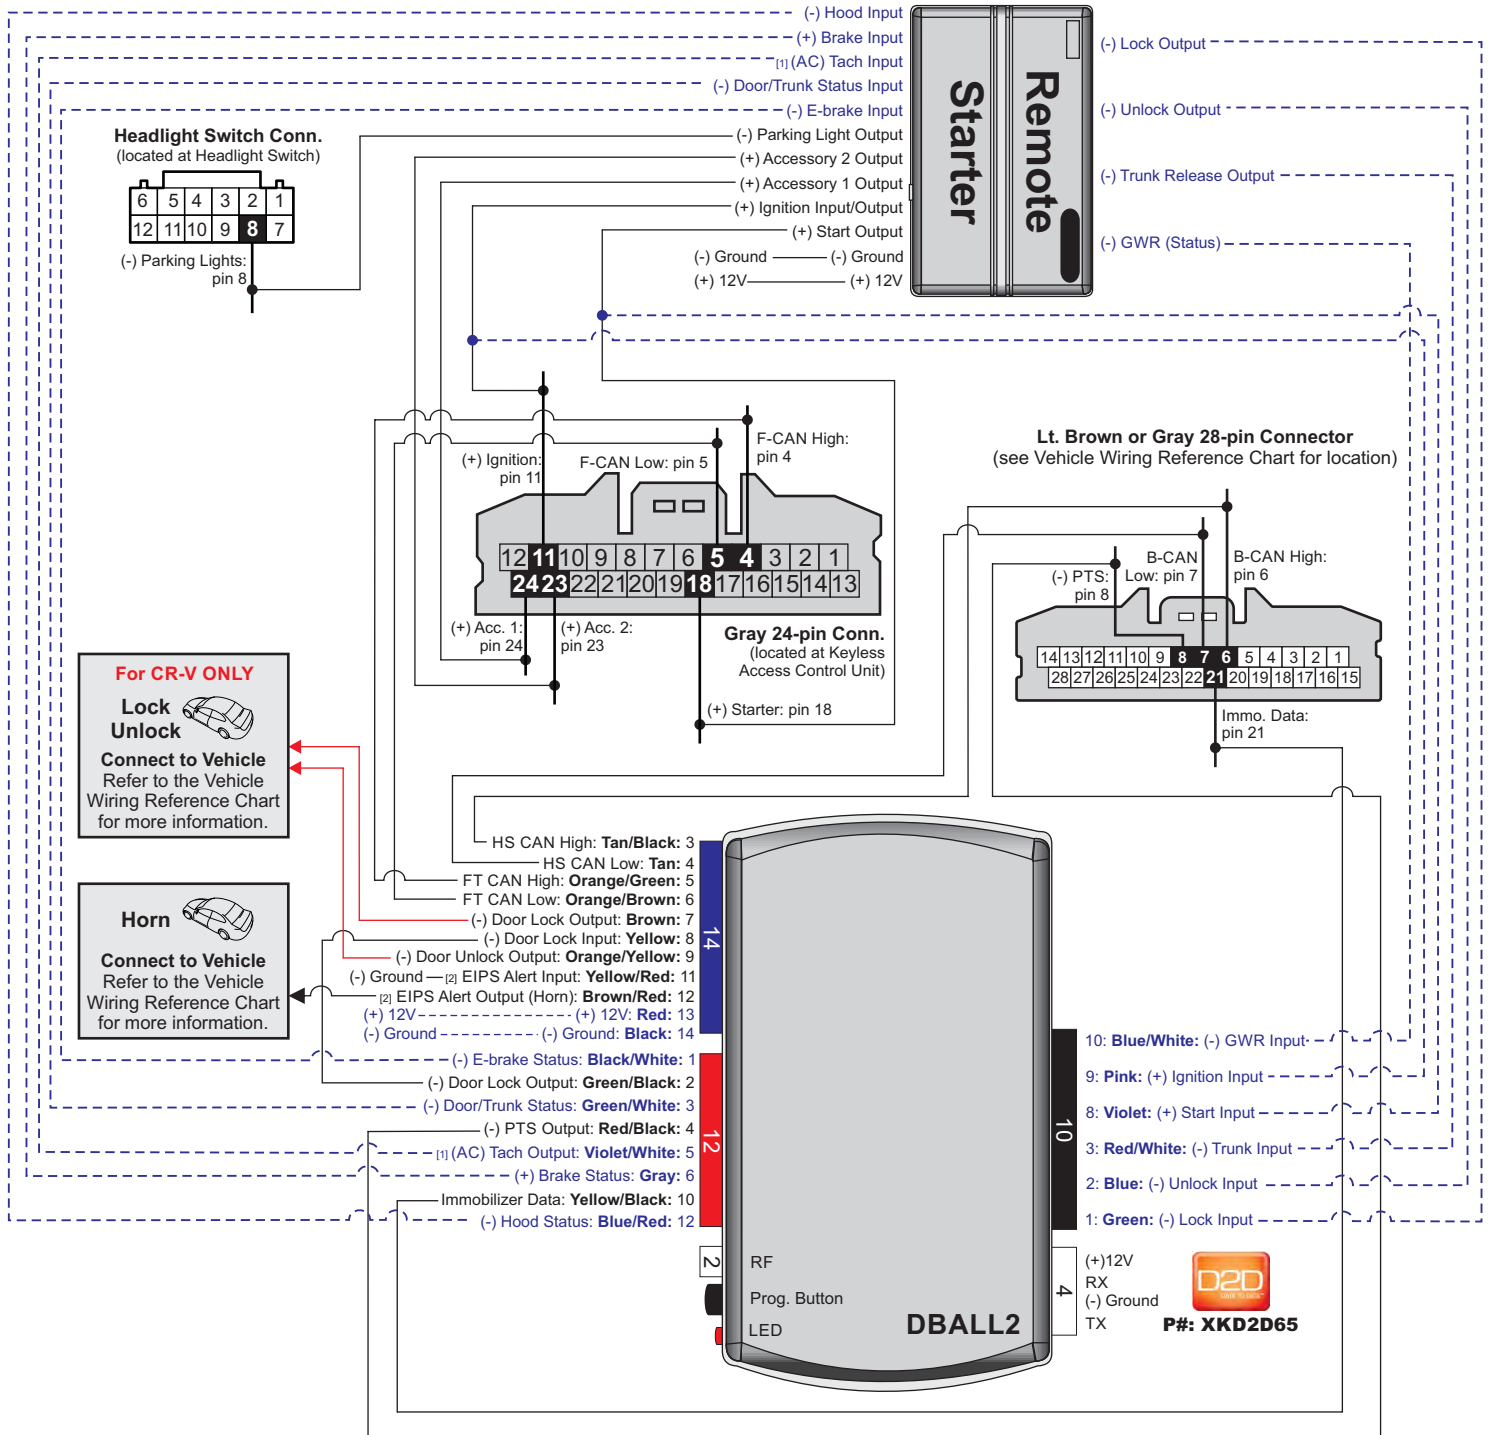 (-) Hood Input
(+) Brake Input
[1] (AC) Tach Input
(-) Door/Trunk Status Input
(-) E-brake Input
(-) Parking Light Output
(+) Accessory 2 Output
(+) Accessory 1 Output
(+) Ignition Input/Output
(+) Start Output
(-) Ground (-) Ground
(+) 12V (+) 12V
Remote
Starter
(-) Lock Output
(-) Unlock Output
(-) Trunk Release Output
(-) GWR (Status)
Headlight Switch Conn.
(located at Headlight Switch)
6 5 4 3 2 1
12 11 10 9 8 7
(-) Parking Lights:
pin 8
(+) Ignition:
pin 11
F-CAN Low: pin 5
F-CAN High:
pin 4
12 11 10 9 8 7 6 5 4 3 2 1
24 23 22 21 20 19 18 17 16 15 14 13
(+) Acc. 1:
pin 24
(+) Acc. 2:
pin 23
Gray 24-pin Conn.
(located at Keyless
Access Control Unit)
(+) Starter: pin 18
Lt. Brown or Gray 28-pin Connector
(see Vehicle Wiring Reference Chart for location)
(-) PTS:
pin 8
B-CAN
Low: pin 7
B-CAN High:
pin 6
14 13 12 11 10 9 8 7 6 5 4 3 2 1
28 27 26 25 24 23 22 21 20 19 18 17 16 15
Immo. Data:
pin 21
For CR-V ONLY
Lock
Unlock
Connect to Vehicle
Refer to the Vehicle
Wiring Reference Chart
for more information.
Horn
Connect to Vehicle
Refer to the Vehicle
Wiring Reference Chart
for more information.
HS CAN High: Tan/Black: 3
HS CAN Low: Tan: 4
FT CAN High: Orange/Green: 5
FT CAN Low: Orange/Brown: 6
(-) Door Lock Output: Brown: 7
(-) Door Lock Input: Yellow: 8
(-) Door Unlock Output: Orange/Yellow: 9
(-) Ground [2] EIPS Alert Input: Yellow/Red: 11
[2] EIPS Alert Output (Horn): Brown/Red: 12
(+) 12V (+) 12V: Red: 13
(-) Ground (-) Ground: Black: 14
14
(-) E-brake Status: Black/White: 1
(-) Door Lock Output: Green/Black: 2
(-) Door/Trunk Status: Green/White: 3
(-) PTS Output: Red/Black: 4
[1] (AC) Tach Output: Violet/White: 5
(+) Brake Status: Gray: 6
Immobilizer Data: Yellow/Black: 10
(-) Hood Status: Blue/Red: 12
12
2
RF
Prog. Button
LED
DBALL2
10
10: Blue/White: (-) GWR Input
9: Pink: (+) Ignition Input
8: Violet: (+) Start Input
3: Red/White: (-) Trunk Input
2: Blue: (-) Unlock Input
1: Green: (-) Lock Input
4
(+)12V
RX
(-) Ground
TX
D2D
P#: XKD2D65